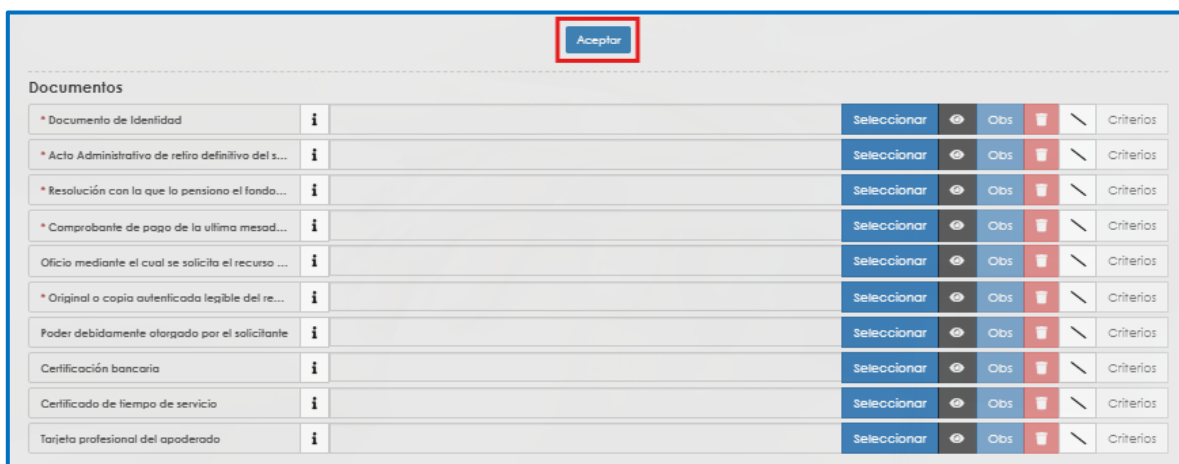 Aceptar
Documentos
* Documento de Identidad i Seleccionar Obs Criterios
* Acto Administrativo de retiro definitivo del s... i Seleccionar Obs Criterios
* Resolución con la que lo pensiono el fondo... i Seleccionar Obs Criterios
* Comprobante de pago de la ultima mesad... i Seleccionar Obs Criterios
Oficio mediante el cual se solicita el recurso ... i Seleccionar Obs Criterios
* Original o copia autenticada legible del re... i Seleccionar Obs Criterios
Poder debidamente otorgado por el solicitante i Seleccionar Obs Criterios
Certificación bancaria i Seleccionar Obs Criterios
Certificado de tiempo de servicio i Seleccionar Obs Criterios
Tarjeta profesional del apoderado i Seleccionar Obs Criterios